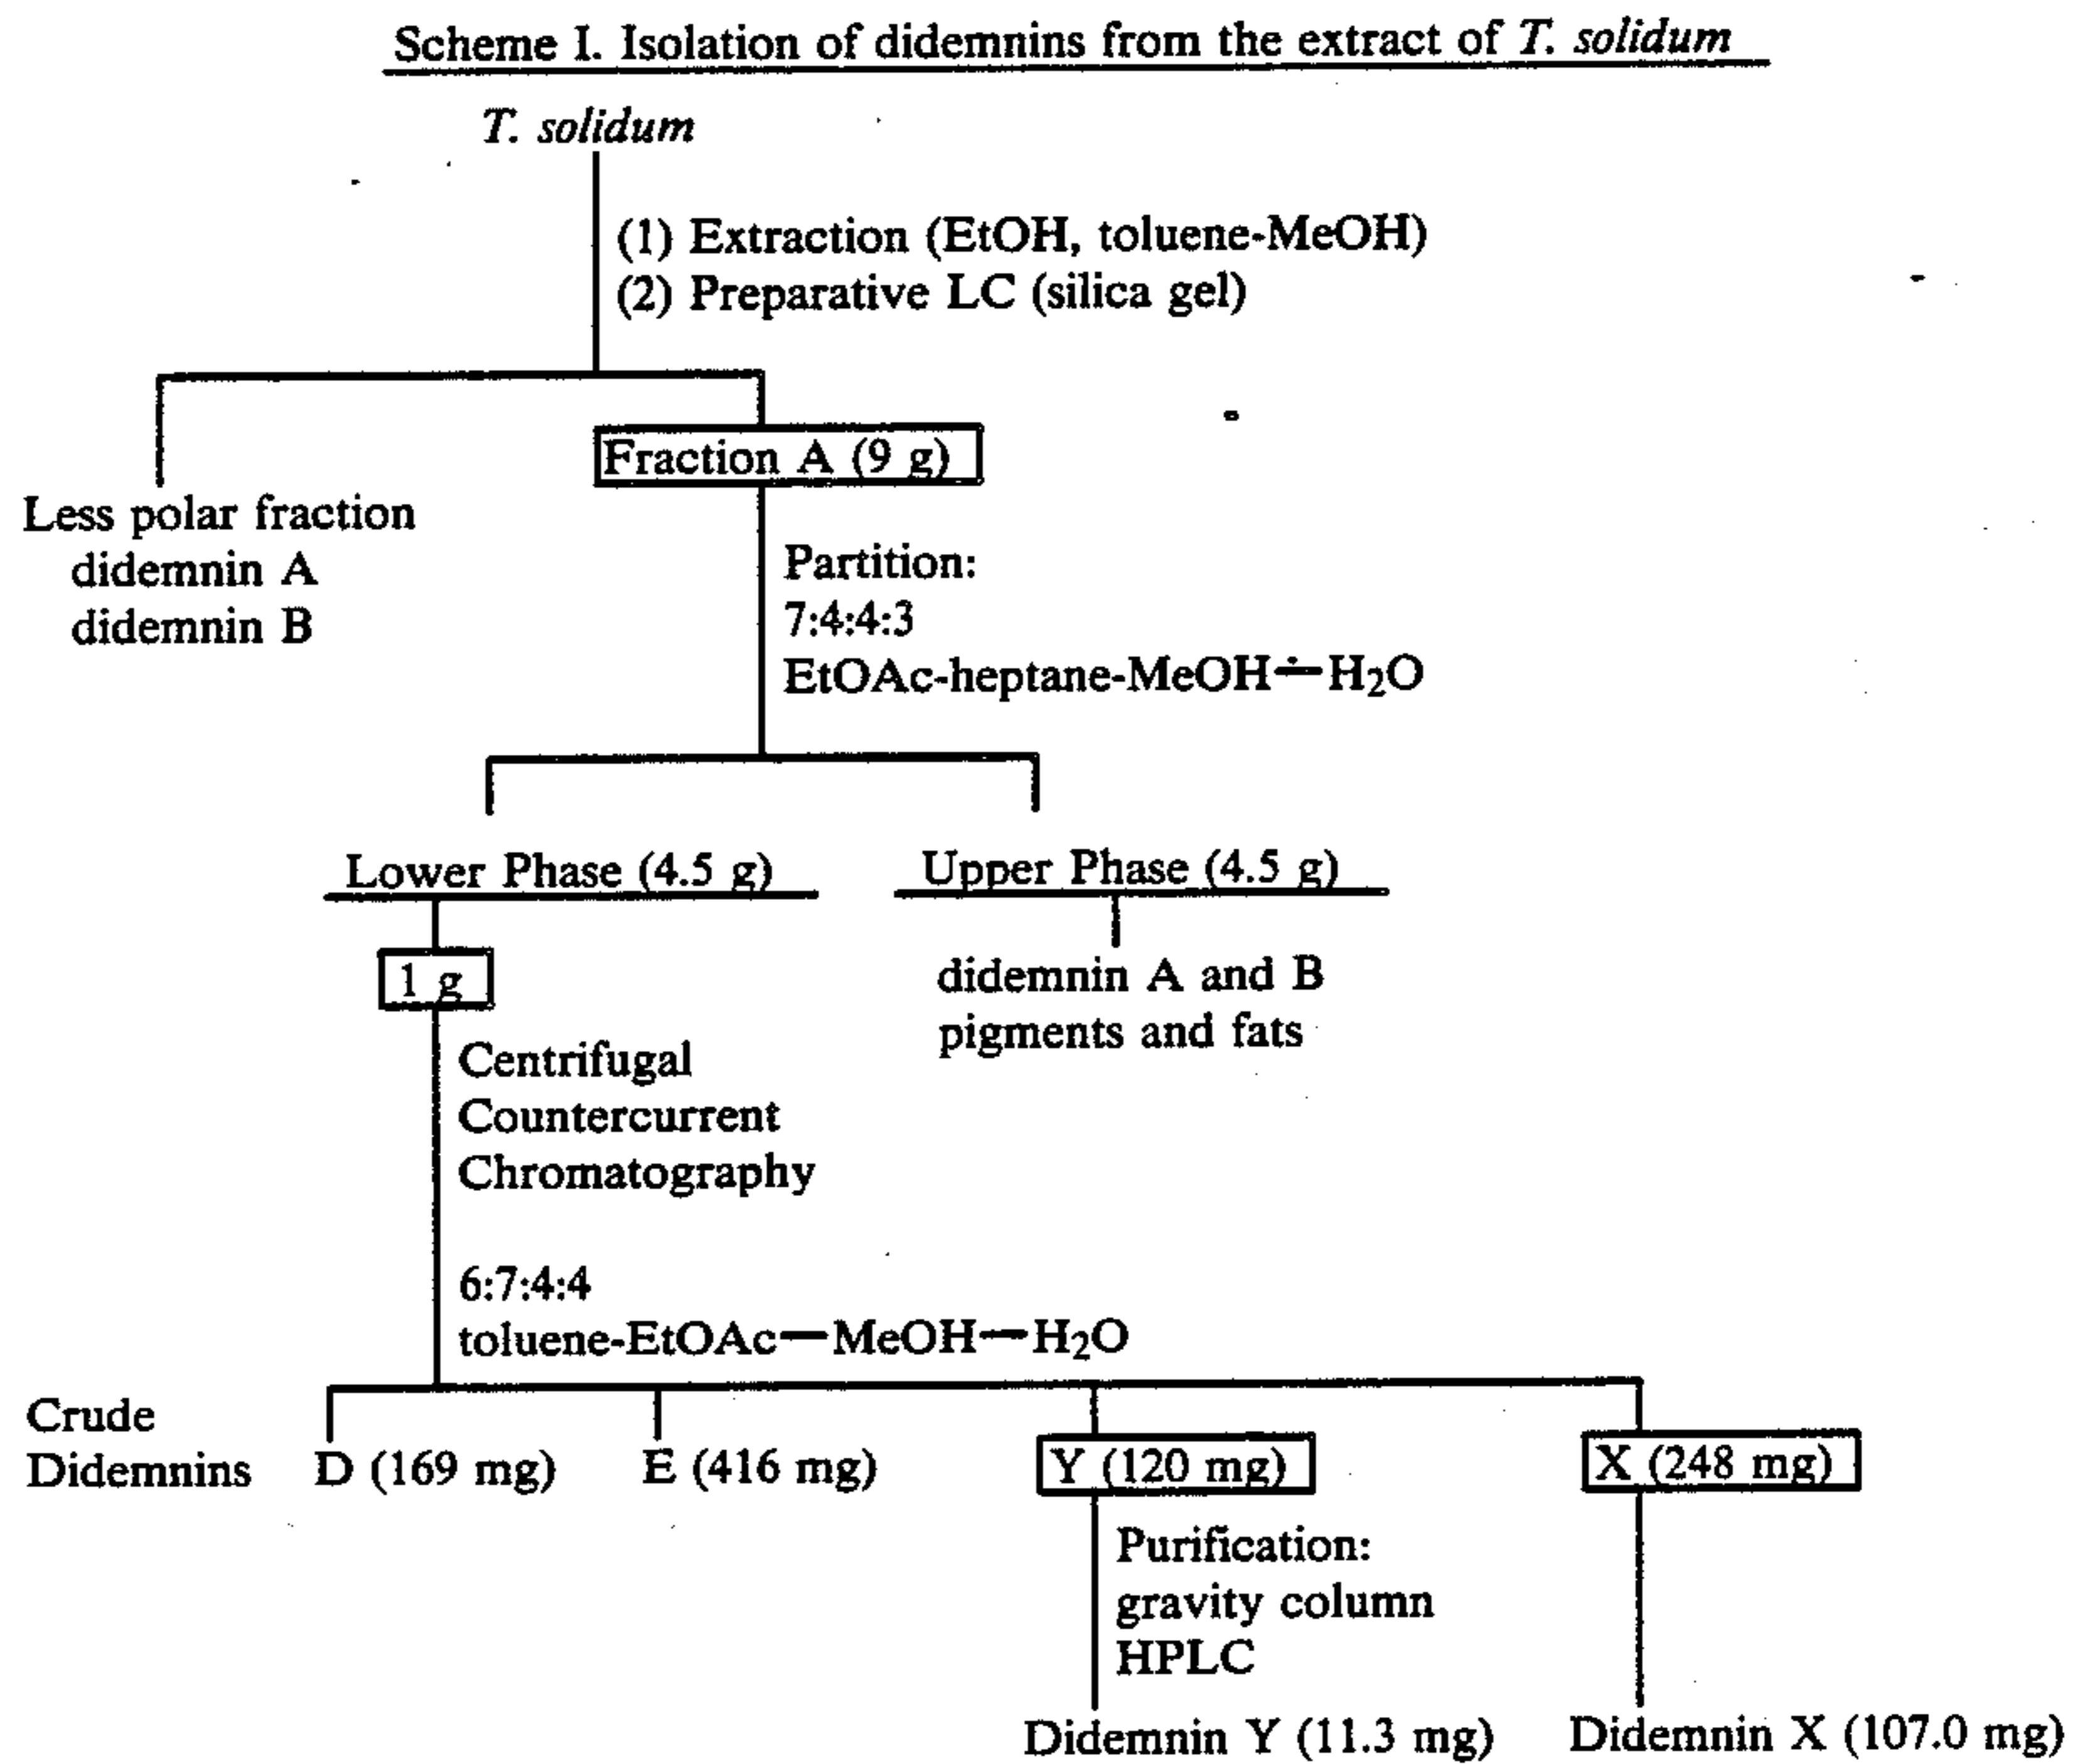 Scheme I. Isolation of didemnins from the extract of T. solidum
T. solidum
(1) Extraction (EtOH, toluene-MeOH)
(2) Preparative LC (silica gel)
Fraction A (9 g)
Less polar fraction
didemnin A
didemnin B
Partition:
7:4:4:3
EtOAc-heptane-MeOH—H₂O
Lower Phase (4.5 g)
Upper Phase (4.5 g)
1 g
didemnin A and B
pigments and fats
Centrifugal
Countercurrent
Chromatography
6:7:4:4
toluene-EtOAc—MeOH—H₂O
Crude
Didemnins
D (169 mg)
E (416 mg)
Y (120 mg)
X (248 mg)
Purification:
gravity column
HPLC
Didemnin Y (11.3 mg)
Didemnin X (107.0 mg)